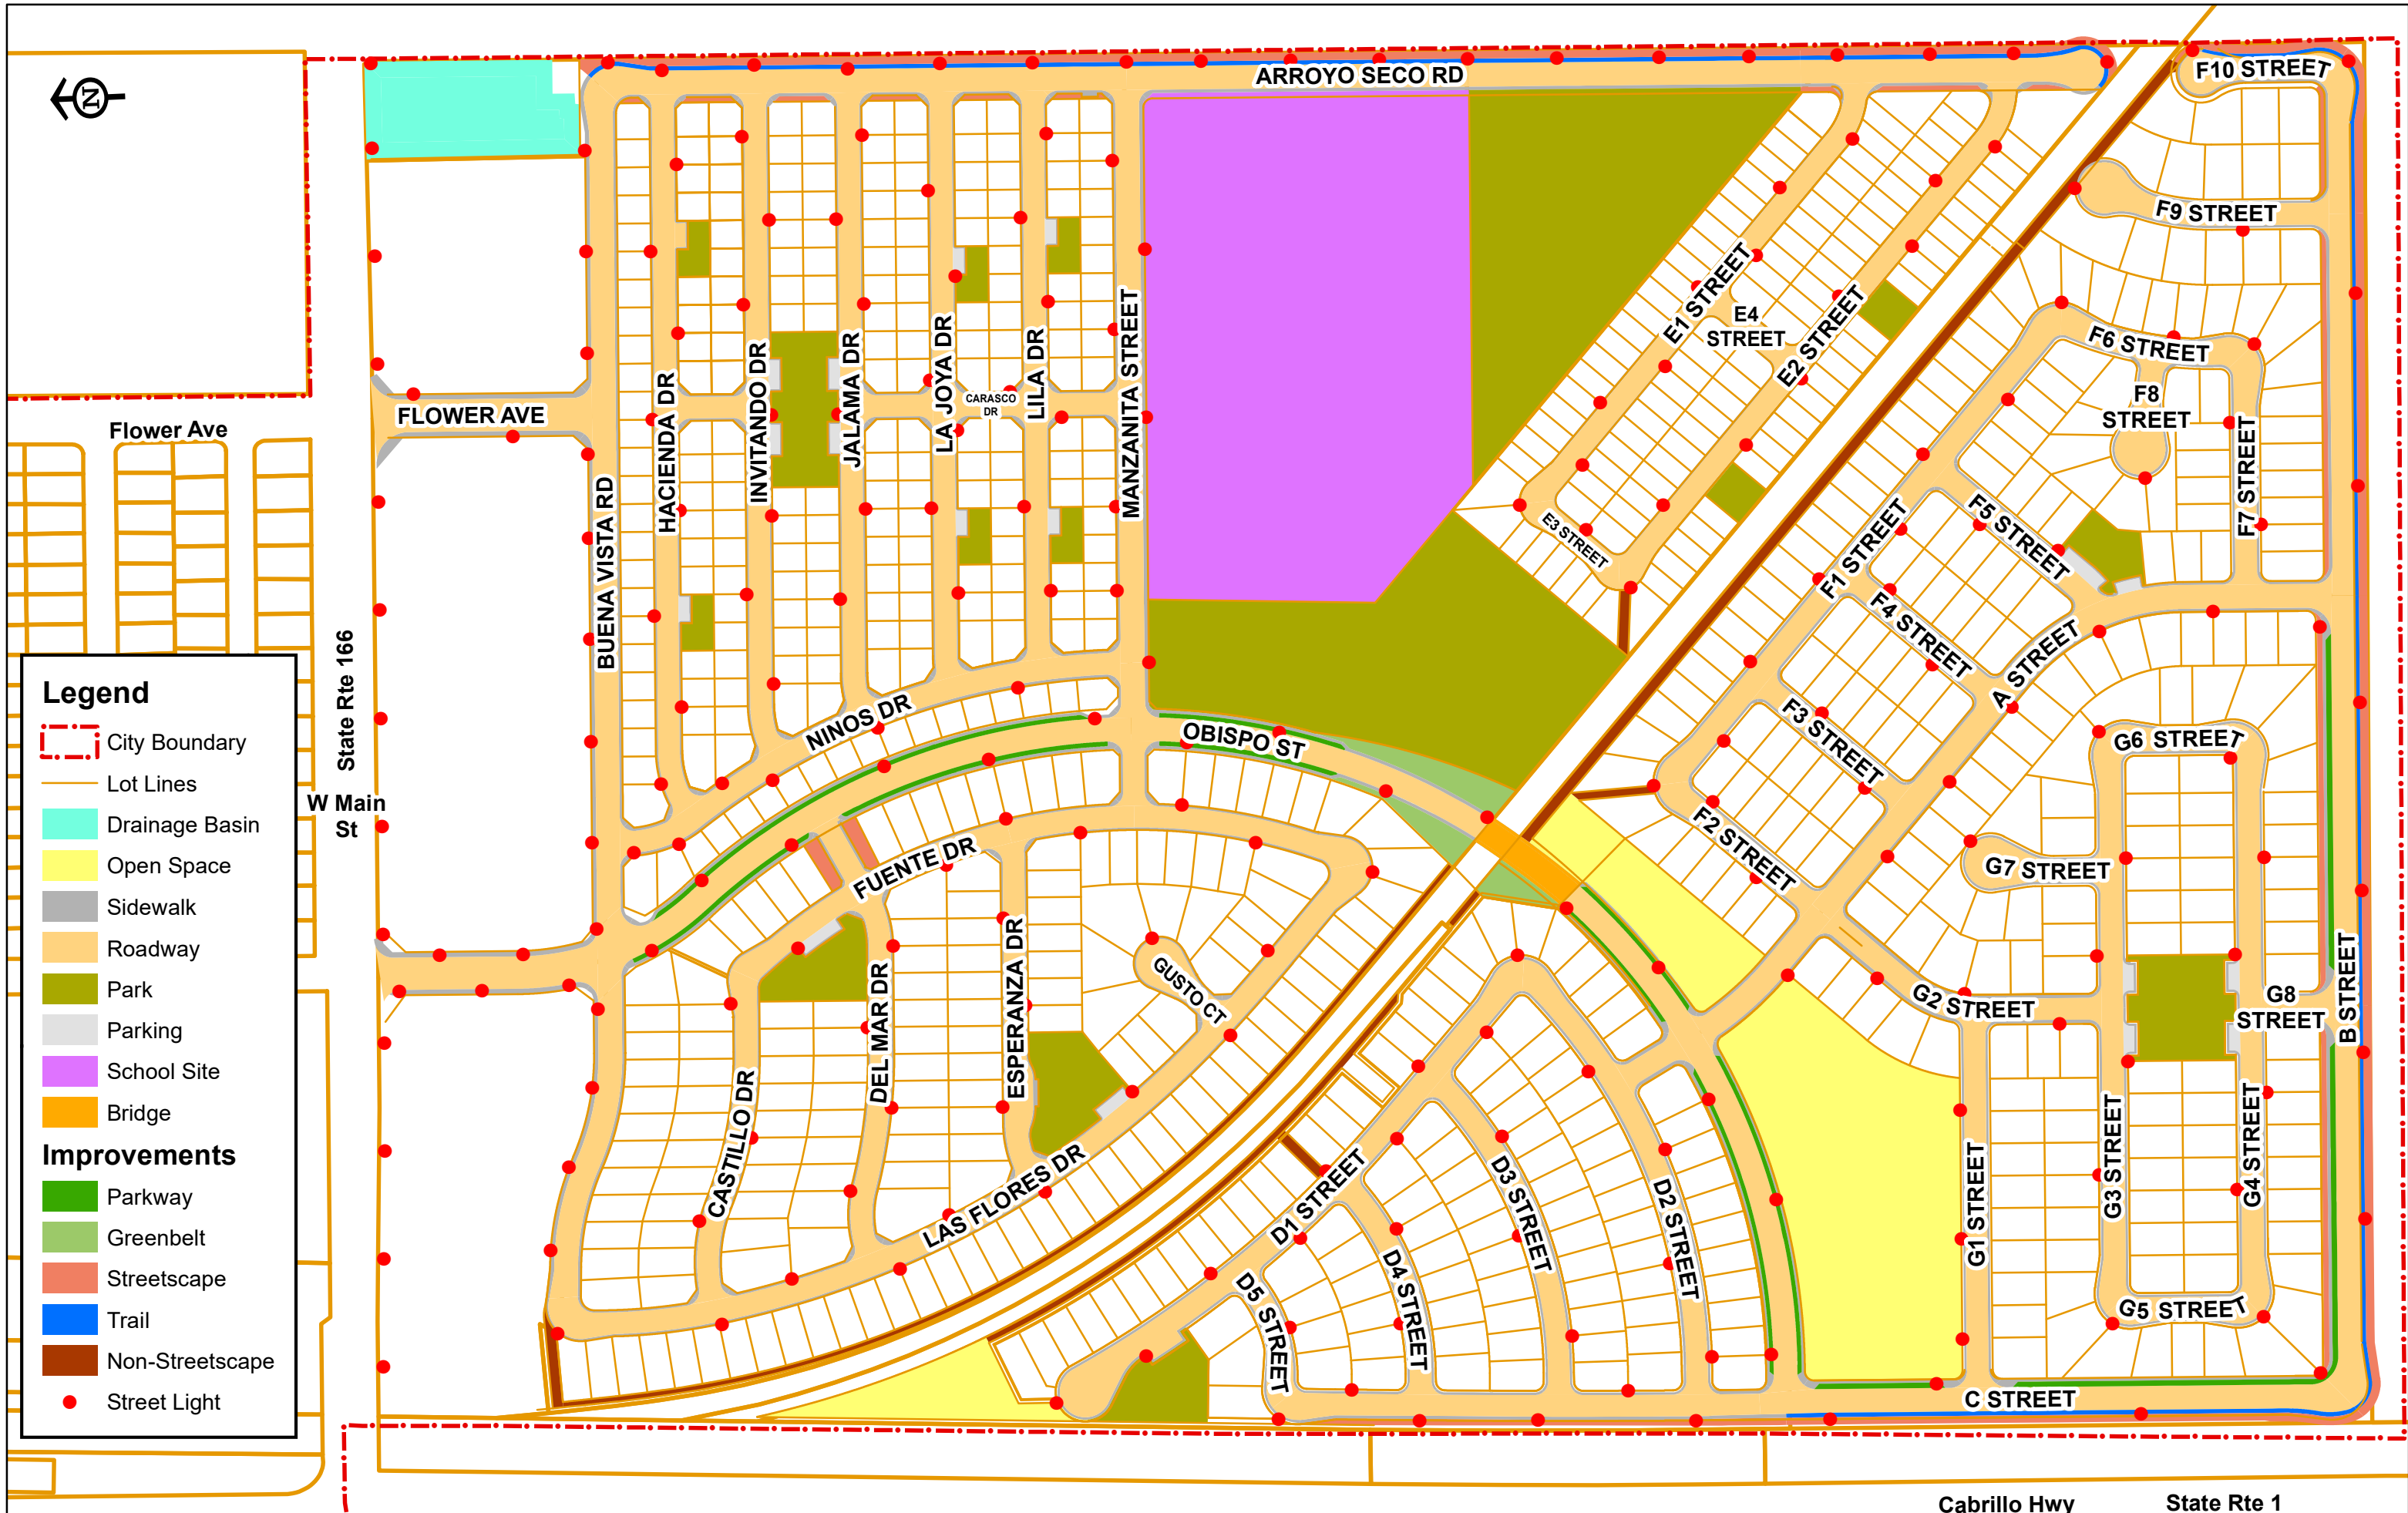 ARROYO SECO RD
F10 STREET
N
F9 STREET
FLOWER AVE
Flower Ave
HACIENDA DR
INVITANDO DR
JALAMA DR
LA JOYA DR
CARASCO
DR
LILA DR
MANZANITA STREET
BUENA VISTA RD
E1 STREET
E4
STREET
E2 STREET
E3 STREET
F6 STREET
F8
STREET
F7 STREET
F5 STREET
F1 STREET
F4 STREET
A STREET
F3 STREET
F2 STREET
State Rte 166
W Main
St
NINOS DR
OBISPO ST
FUENTE DR
G6 STREET
G7 STREET
G2 STREET
G8
STREET
B STREET
ESPERANZA DR
GUSTO CT
DEL MAR DR
CASTILLO DR
LAS FLORES DR
D1 STREET
D3 STREET
D2 STREET
D4 STREET
D5 STREET
G1 STREET
G3 STREET
G4 STREET
G5 STREET
C STREET
Cabrillo Hwy
State Rte 1
Legend
City Boundary
Lot Lines
Drainage Basin
Open Space
Sidewalk
Roadway
Park
Parking
School Site
Bridge
Improvements
Parkway
Greenbelt
Streetscape
Trail
Non-Streetscape
Street Light